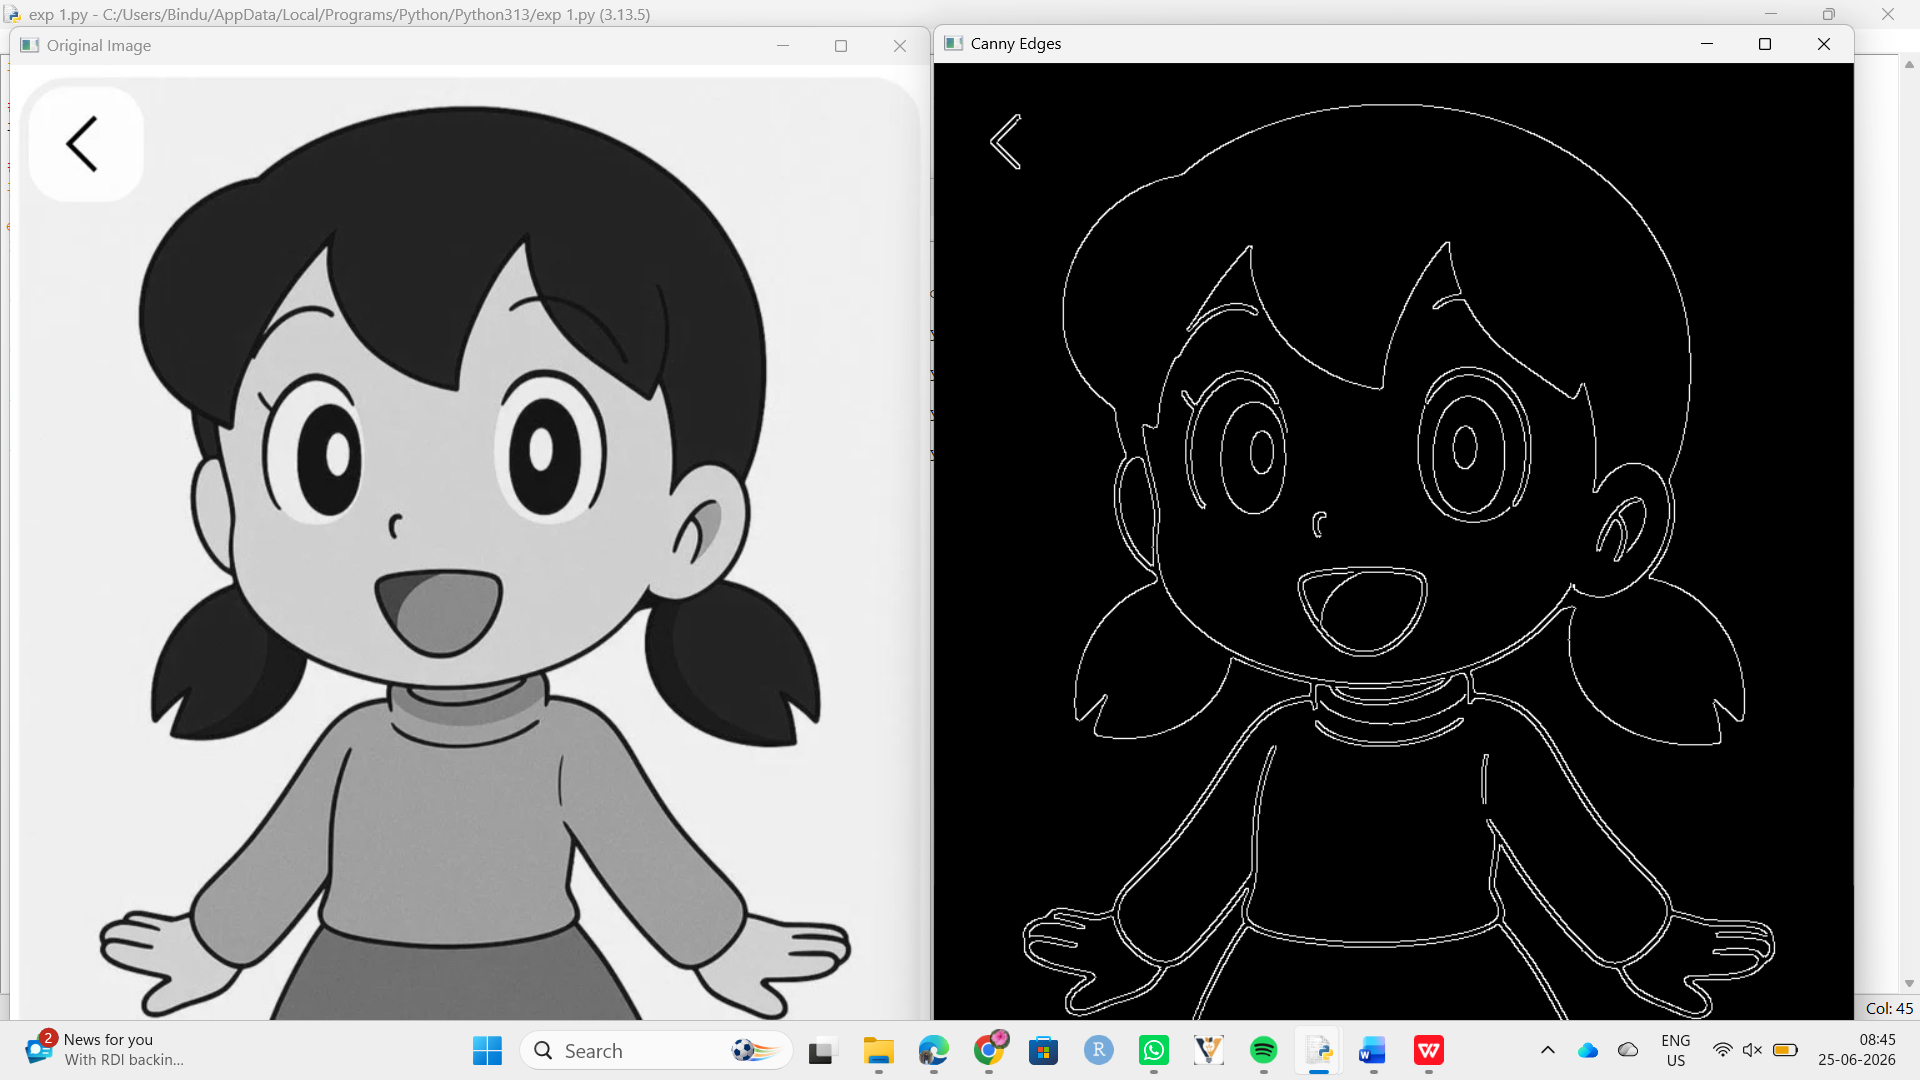 exp 1.py - C:/Users/Bindu/AppData/Local/Programs/Python/Python313/exp 1.py (3.13.5)
Original Image
Canny Edges
Col: 45
2
News for you
With RDI backin...
Search
R
W
W
ENG
US
08:45
25-06-2026